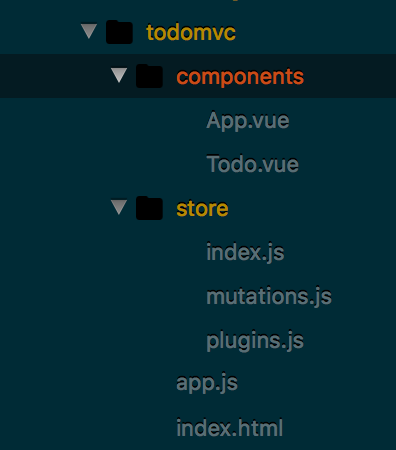 todomvc
components
App.vue
Todo.vue
store
index.js
mutations.js
plugins.js
app.js
index.html